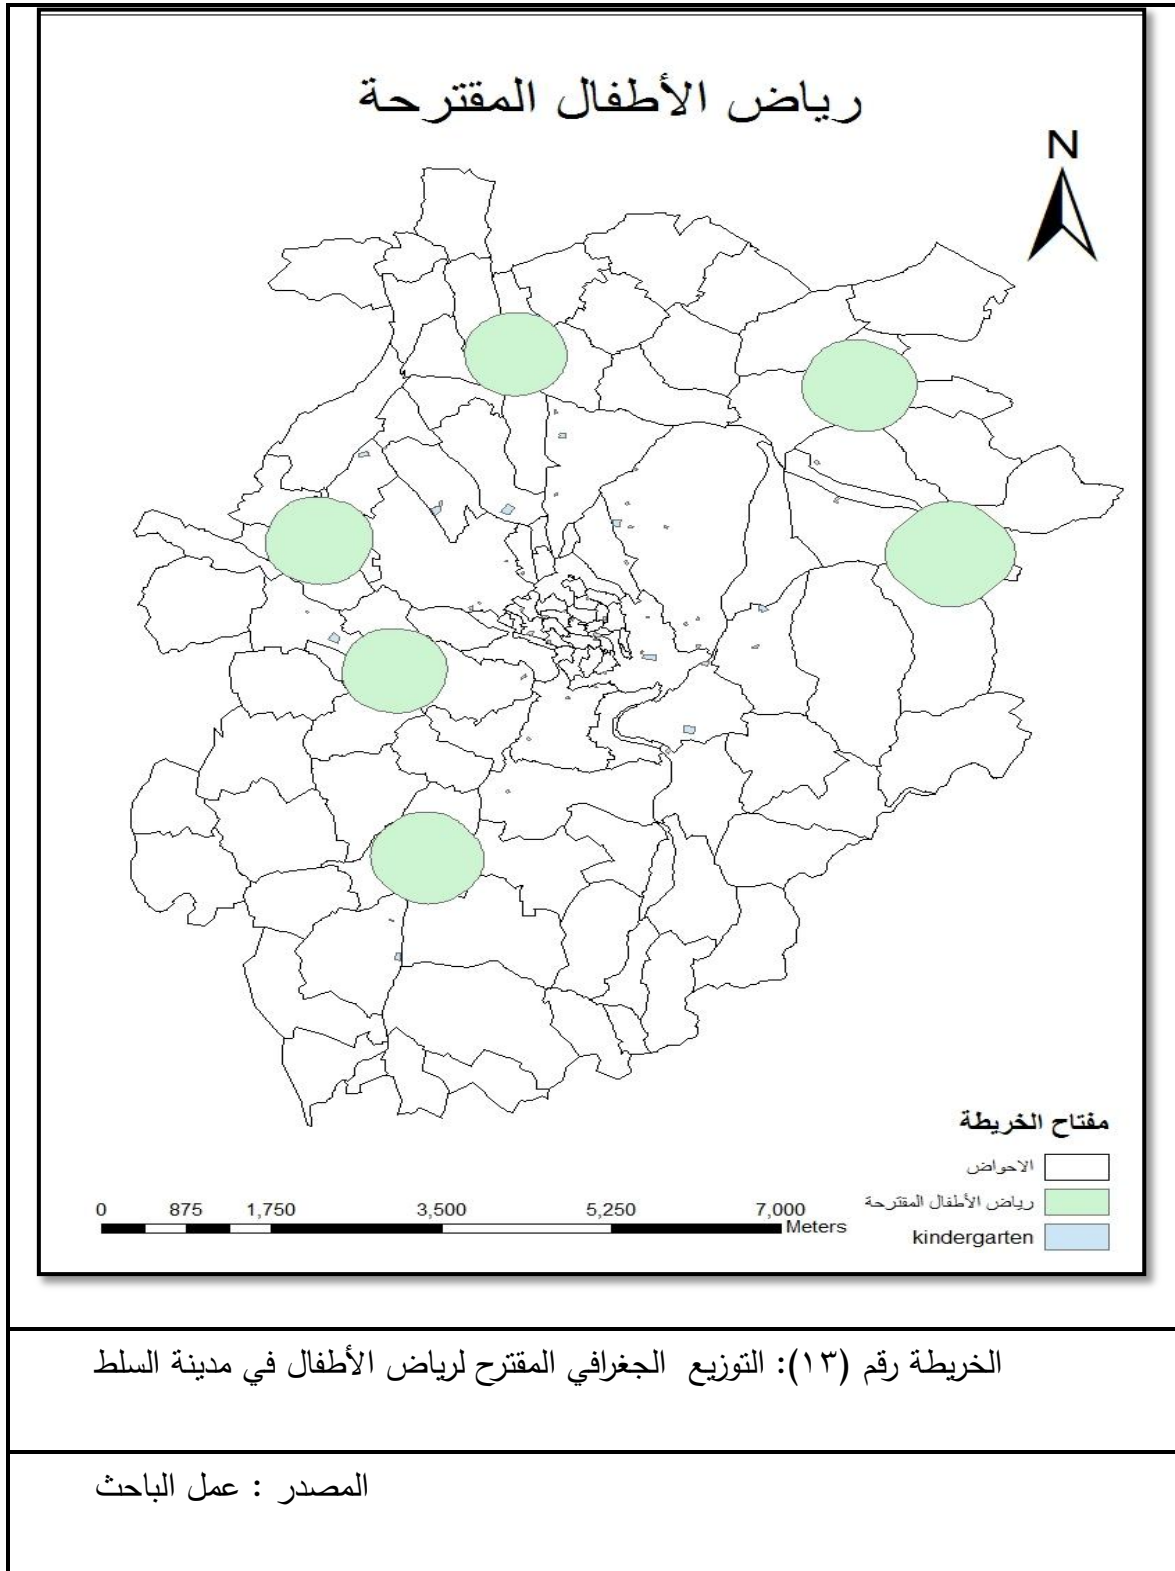 رياض الأطفال المقترحة
N
مفتاح الخريطة
الاحواض
رياض الأطفال المقترحة
kindergarten
0 875 1,750 3,500 5,250 7,000
Meters
الخريطة رقم (١٣): التوزيع الجغرافي المقترح لرياض الأطفال في مدينة السلط
المصدر : عمل الباحث